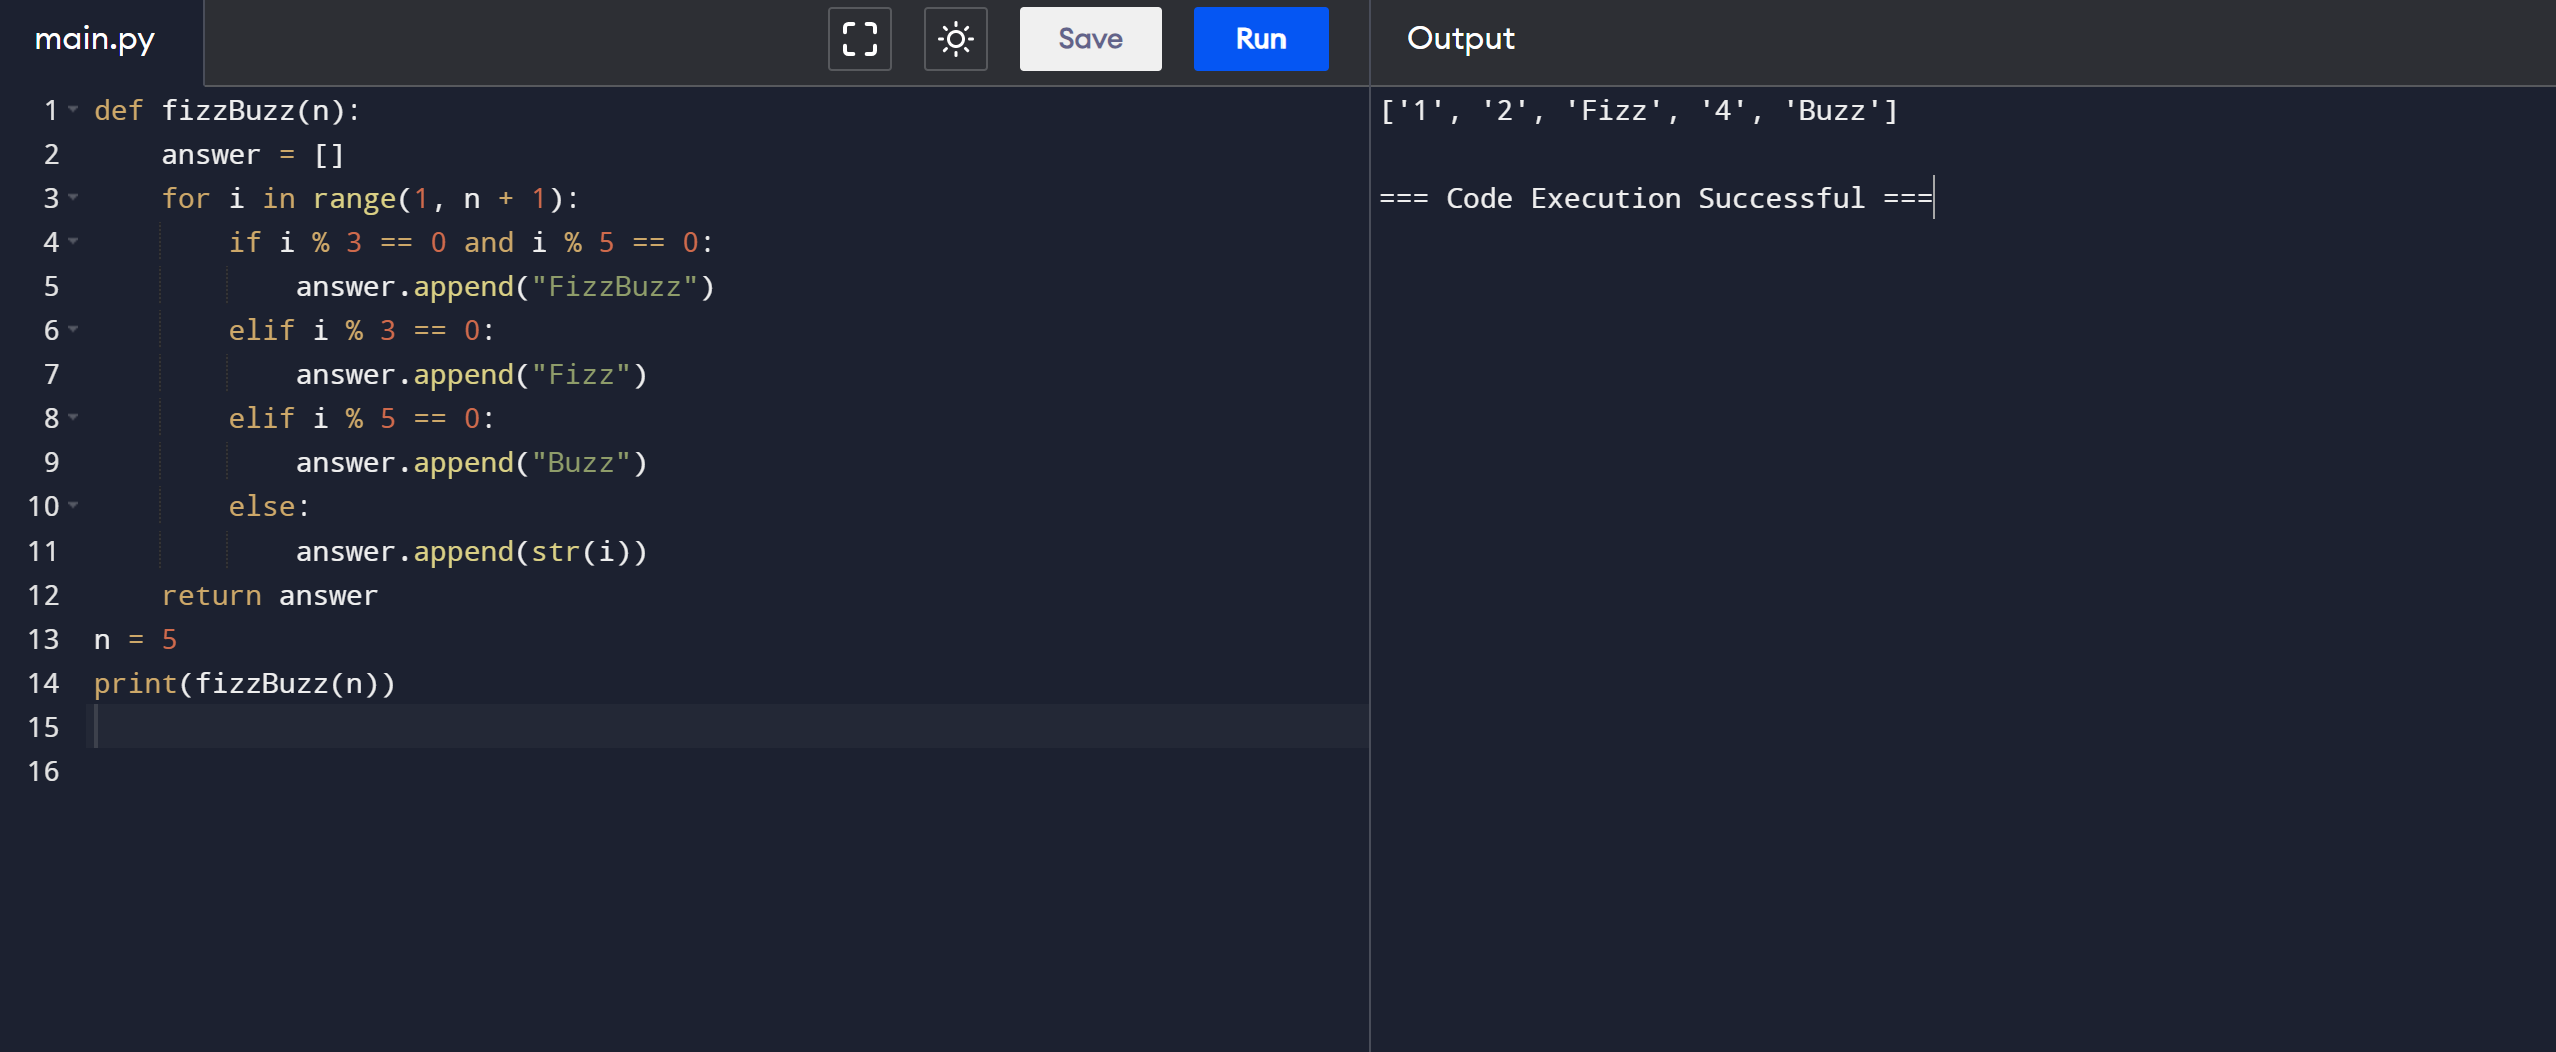 main.py
Save
Run
Output
1 def fizzBuzz(n):
2     answer = []
3     for i in range(1, n + 1):
4         if i % 3 == 0 and i % 5 == 0:
5             answer.append("FizzBuzz")
6         elif i % 3 == 0:
7             answer.append("Fizz")
8         elif i % 5 == 0:
9             answer.append("Buzz")
10         else:
11             answer.append(str(i))
12     return answer
13 n = 5
14 print(fizzBuzz(n))
15
16
['1', '2', 'Fizz', '4', 'Buzz']
=== Code Execution Successful ===